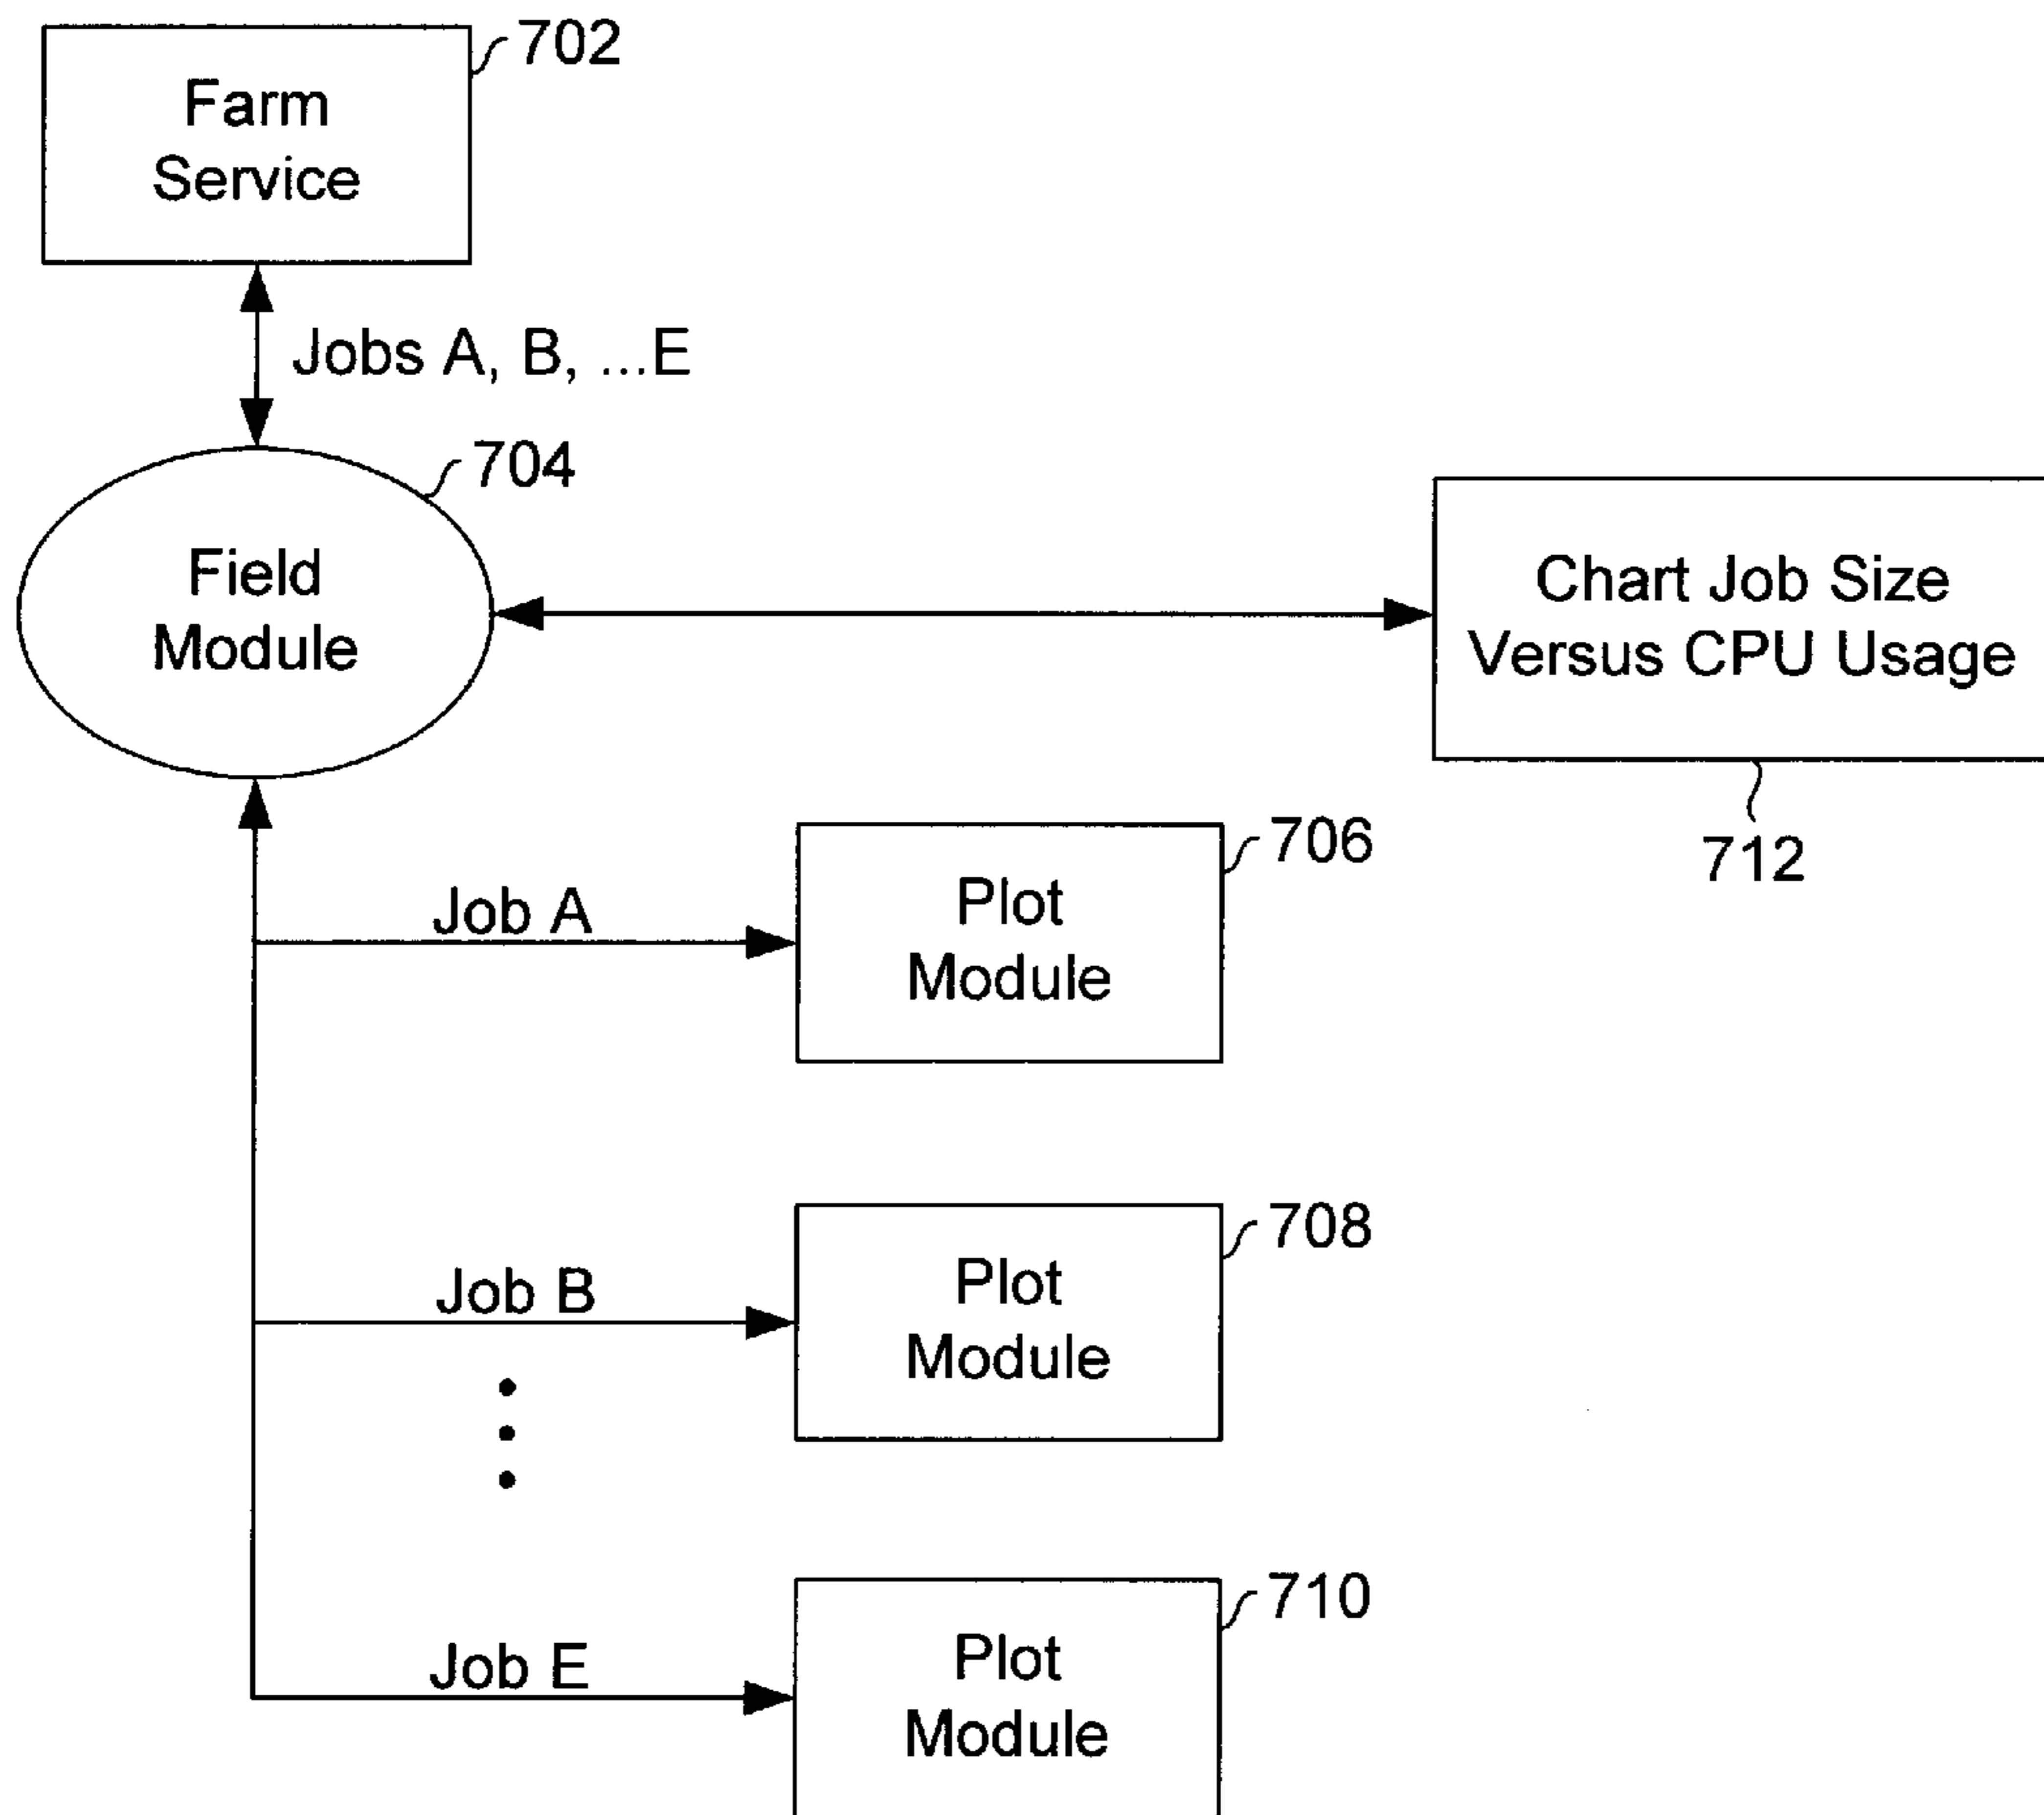 702
Farm
Service
Jobs A, B, ...E
704
Field
Module
Chart Job Size
Versus CPU Usage
712
706
Job A
Plot
Module
708
Job B
Plot
Module
710
Job E
Plot
Module